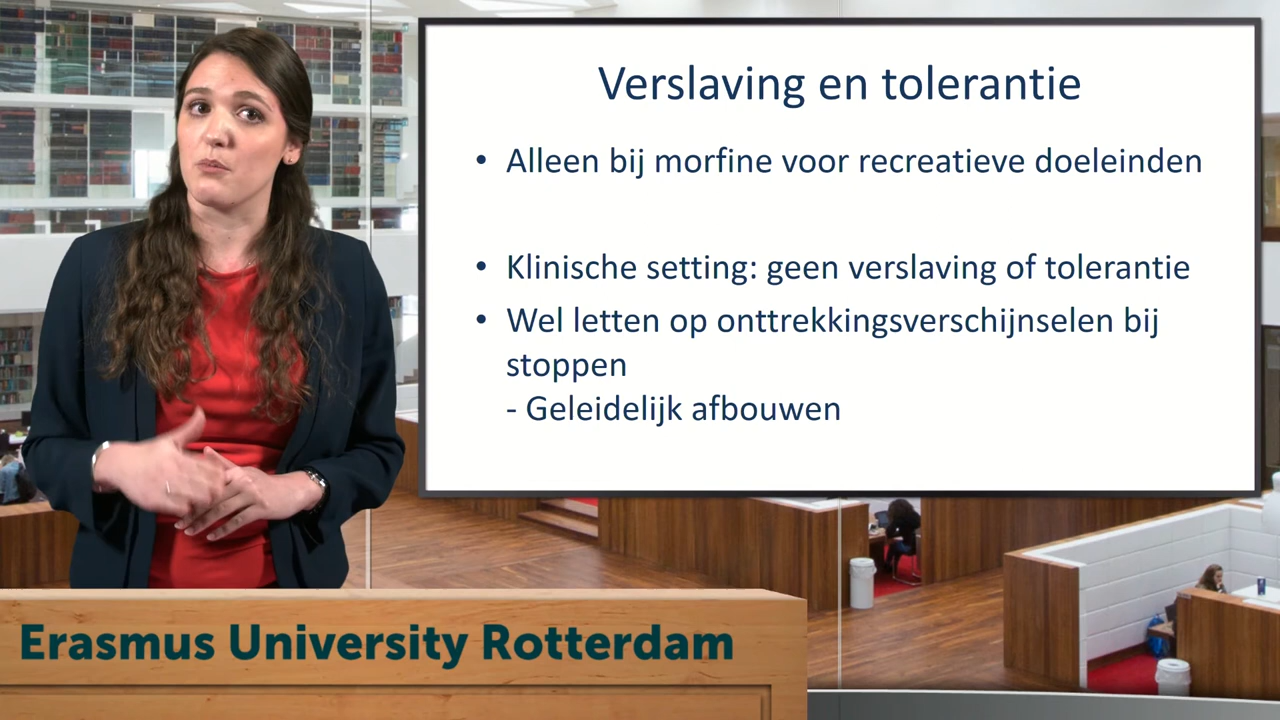 Verslaving en tolerantie
• Alleen bij morfine voor recreatieve doeleinden
• Klinische setting: geen verslaving of tolerantie
• Wel letten op onttrekkingsverschijnselen bij
stoppen
- Geleidelijk afbouwen
Erasmus University Rotterdam